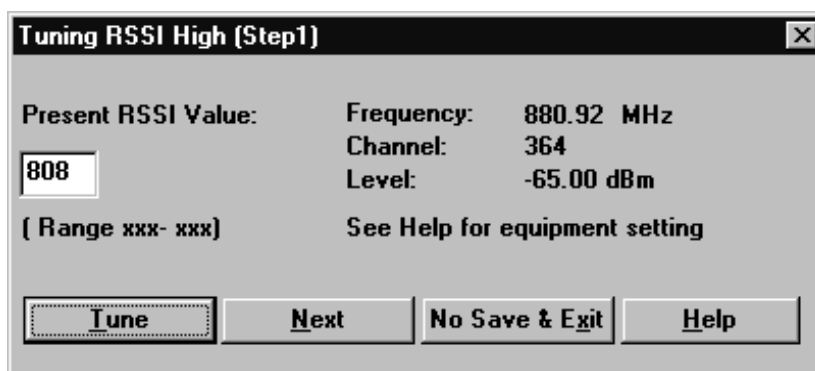 Tuning RSSI High (Step1)
Present RSSI Value:
808
( Range xxx- xxx)
Frequency: 880.92 MHz
Channel: 364
Level: -65.00 dBm
See Help for equipment setting
Tune Next No Save & Exit Help